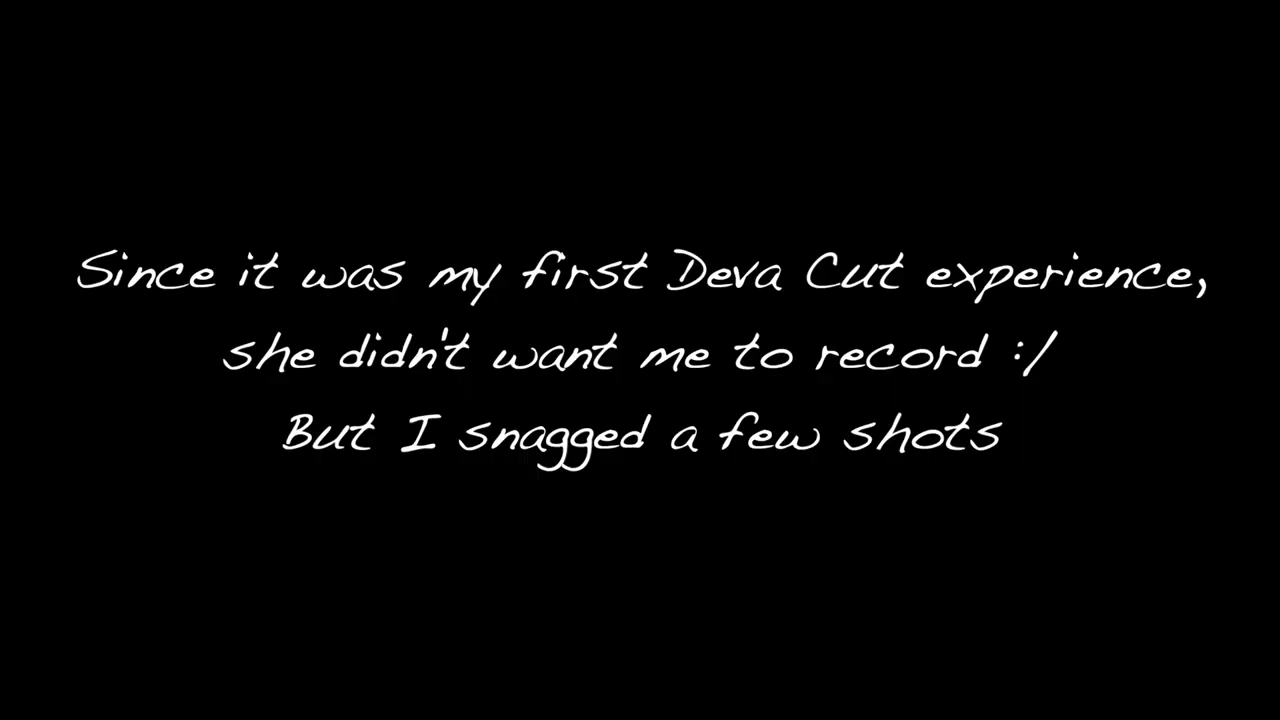 Since it was my first Deva Cut experience,
she didn't want me to record :/
But I snagged a few shots